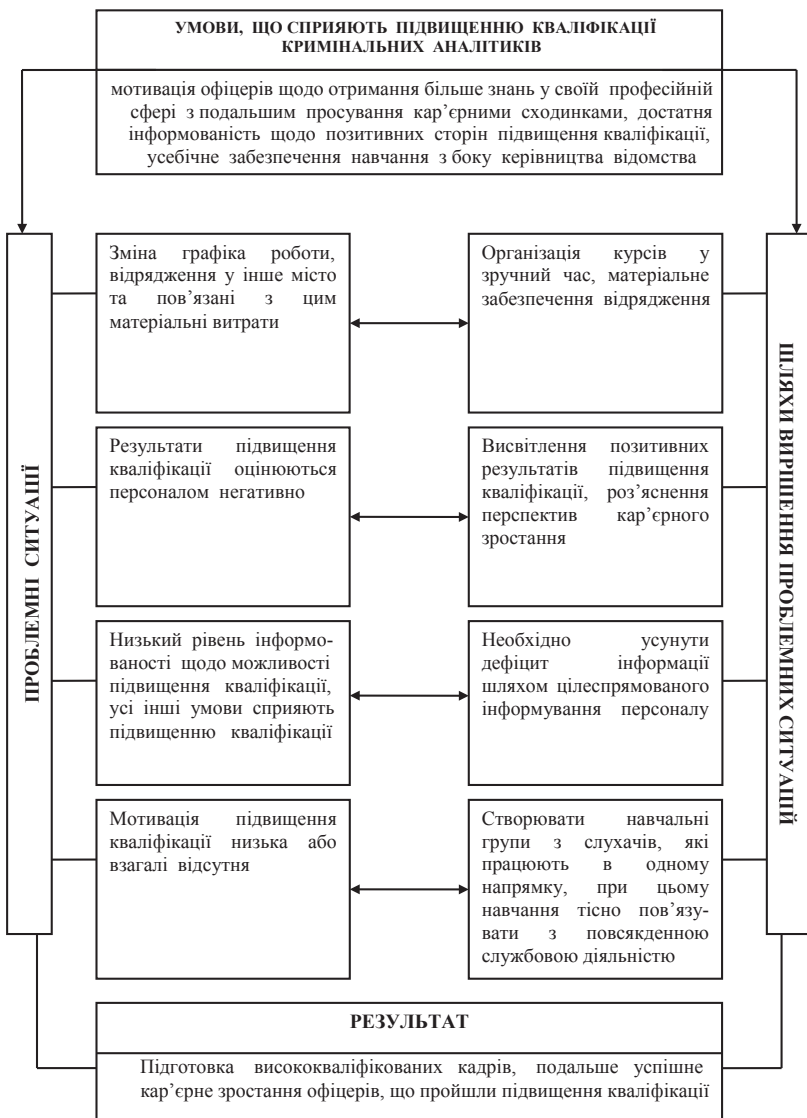 УМОВИ, ЩО СПРИЯЮТЬ ПІДВИЩЕННЮ КВАЛІФІКАЦІЇ
КРИМІНАЛЬНИХ АНАЛІТИКІВ
мотивація офіцерів щодо отримання більше знань у своїй професійній
сфері з подальшим просування кар’єрними сходинками, достатня
інформованість щодо позитивних сторін підвищення кваліфікації,
усебічне забезпечення навчання з боку керівництва відомства
ПРОБЛЕМНІ СИТУАЦІЇ
Зміна графіка роботи,
відрядження у інше місто
та пов’язані з цим
матеріальні витрати
Організація курсів у
зручний час, матеріальне
забезпечення відрядження
Результати підвищення
кваліфікації оцінюються
персоналом негативно
Висвітлення позитивних
результатів підвищення
кваліфікації, роз’яснення
перспектив кар’єрного
зростання
Низький рівень інформо-
ваності щодо можливості
підвищення кваліфікації,
усі інші умови сприяють
підвищенню кваліфікації
Необхідно усунути
дефіцит інформації
шляхом цілеспрямованого
інформування персоналу
Мотивація підвищення
кваліфікації низька або
взагалі відсутня
Створювати навчальні
групи з слухачів, які
працюють в одному
напрямку, при цьому
навчання тісно пов’язу-
вати з повсякденною
службовою діяльністю
ШЛЯХИ ВИРІШЕННЯ ПРОБЛЕМНИХ СИТУАЦІЙ
РЕЗУЛЬТАТ
Підготовка висококваліфікованих кадрів, подальше успішне
кар’єрне зростання офіцерів, що пройшли підвищення кваліфікації